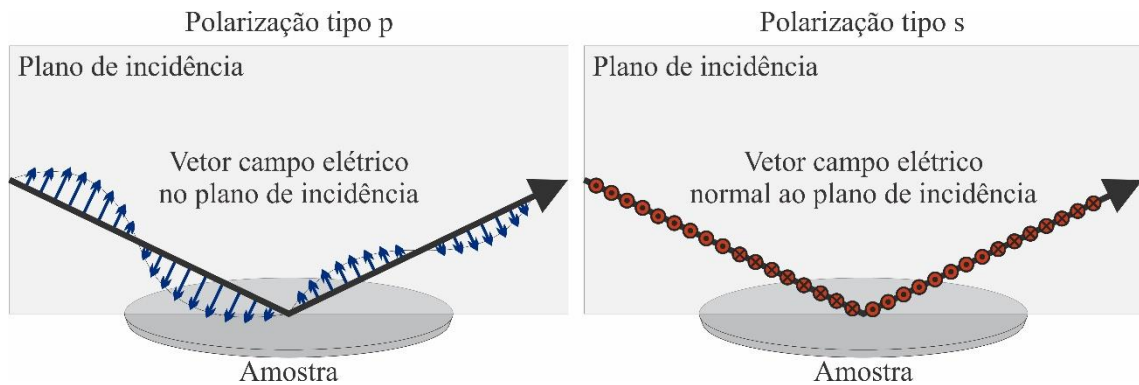 Polarização tipo p
Plano de incidência
Vetor campo elétrico
no plano de incidência
Amostra
Polarização tipo s
Plano de incidência
Vetor campo elétrico
normal ao plano de incidência
Amostra